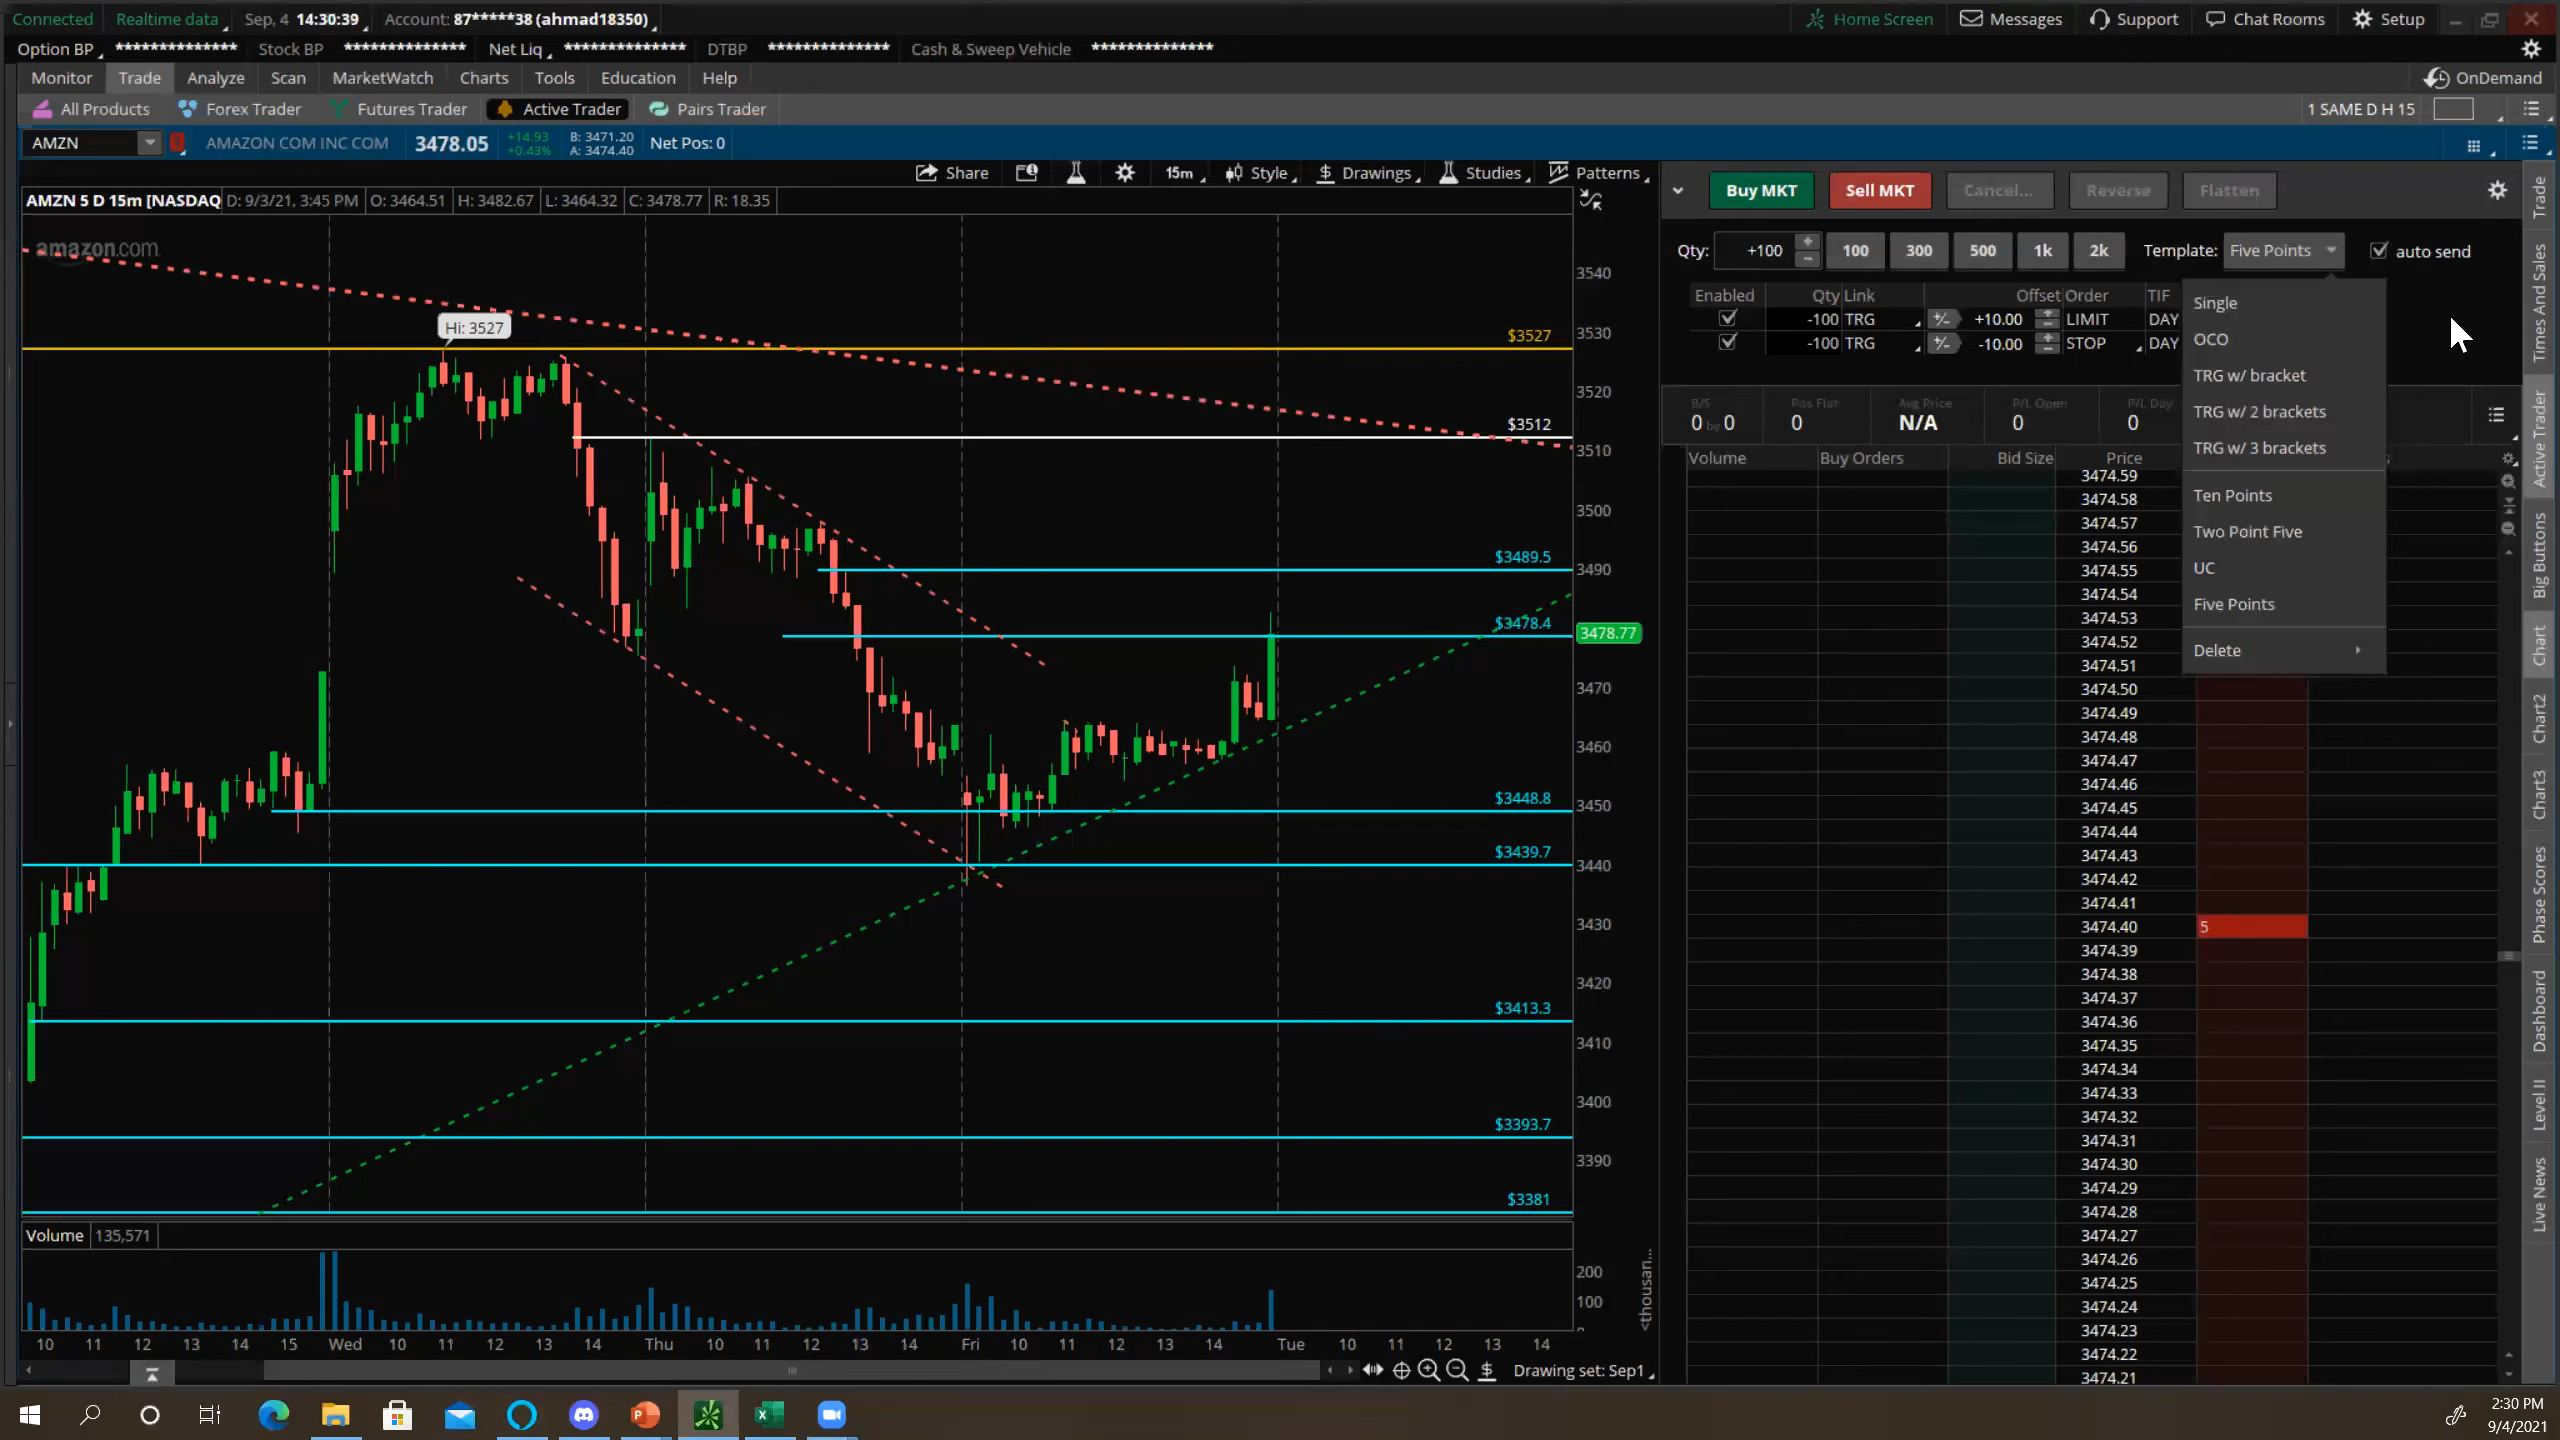 Connected Realtime data Sep, 4 14:30:39 Account: 87*****38 (ahmad18350) Home Screen Messages Support Chat Rooms Setup
Option BP ************** Stock BP ************** Net Liq ************** DTBP ************** Cash & Sweep Vehicle **************
Monitor Trade Analyze Scan MarketWatch Charts Tools Education Help OnDemand
All Products Forex Trader Futures Trader Active Trader Pairs Trader 1 SAME D H 15
AMZN AMAZON COM INC COM 3478.05 +14.93 B: 3471.20 Net Pos: 0
+0.43% A: 3474.40
Share 15m Style Drawings Studies Patterns
AMZN 5 D 15m [NASDAQ D: 9/3/21, 3:45 PM O: 3464.51 H: 3482.67 L: 3464.32 C: 3478.77 R: 18.35
amazon.com
Hi: 3527
$3527
$3512
$3489.5
$3478.4
$3448.8
$3439.7
$3413.3
$3393.7
$3381
3540
3530
3520
3510
3500
3490
3478.77
3470
3460
3450
3440
3430
3420
3410
3400
3390
Volume 135,571
200
100
<thousan...
10 11 12 13 14 15 Wed 10 11 12 13 14 Thu 10 11 12 13 14 Fri 10 11 12 13 14 Tue 10 11 12 13 14
Drawing set: Sep1
Buy MKT Sell MKT Cancel... Reverse Flatten
Qty: +100 100 300 500 1k 2k Template: Five Points auto send
Enabled Qty Link Offset Order TIF
-100 TRG +/- +10.00 LIMIT DAY
-100 TRG +/- -10.00 STOP DAY
Single
OCO
TRG w/ bracket
TRG w/ 2 brackets
TRG w/ 3 brackets
Ten Points
Two Point Five
UC
Five Points
Delete
B/S Pos Flat Avg Price P/L Open P/L Day
0 by 0 0 N/A 0 0
Volume Buy Orders Bid Size Price
3474.59
3474.58
3474.57
3474.56
3474.55
3474.54
3474.53
3474.52
3474.51
3474.50
3474.49
3474.48
3474.47
3474.46
3474.45
3474.44
3474.43
3474.42
3474.41
3474.40 5
3474.39
3474.38
3474.37
3474.36
3474.35
3474.34
3474.33
3474.32
3474.31
3474.30
3474.29
3474.28
3474.27
3474.26
3474.25
3474.24
3474.23
3474.22
3474.21
Trade
Times And Sales
Active Trader
Big Buttons
Chart
Chart2
Chart3
Phase Scores
Dashboard
Level II
Live News
2:30 PM
9/4/2021